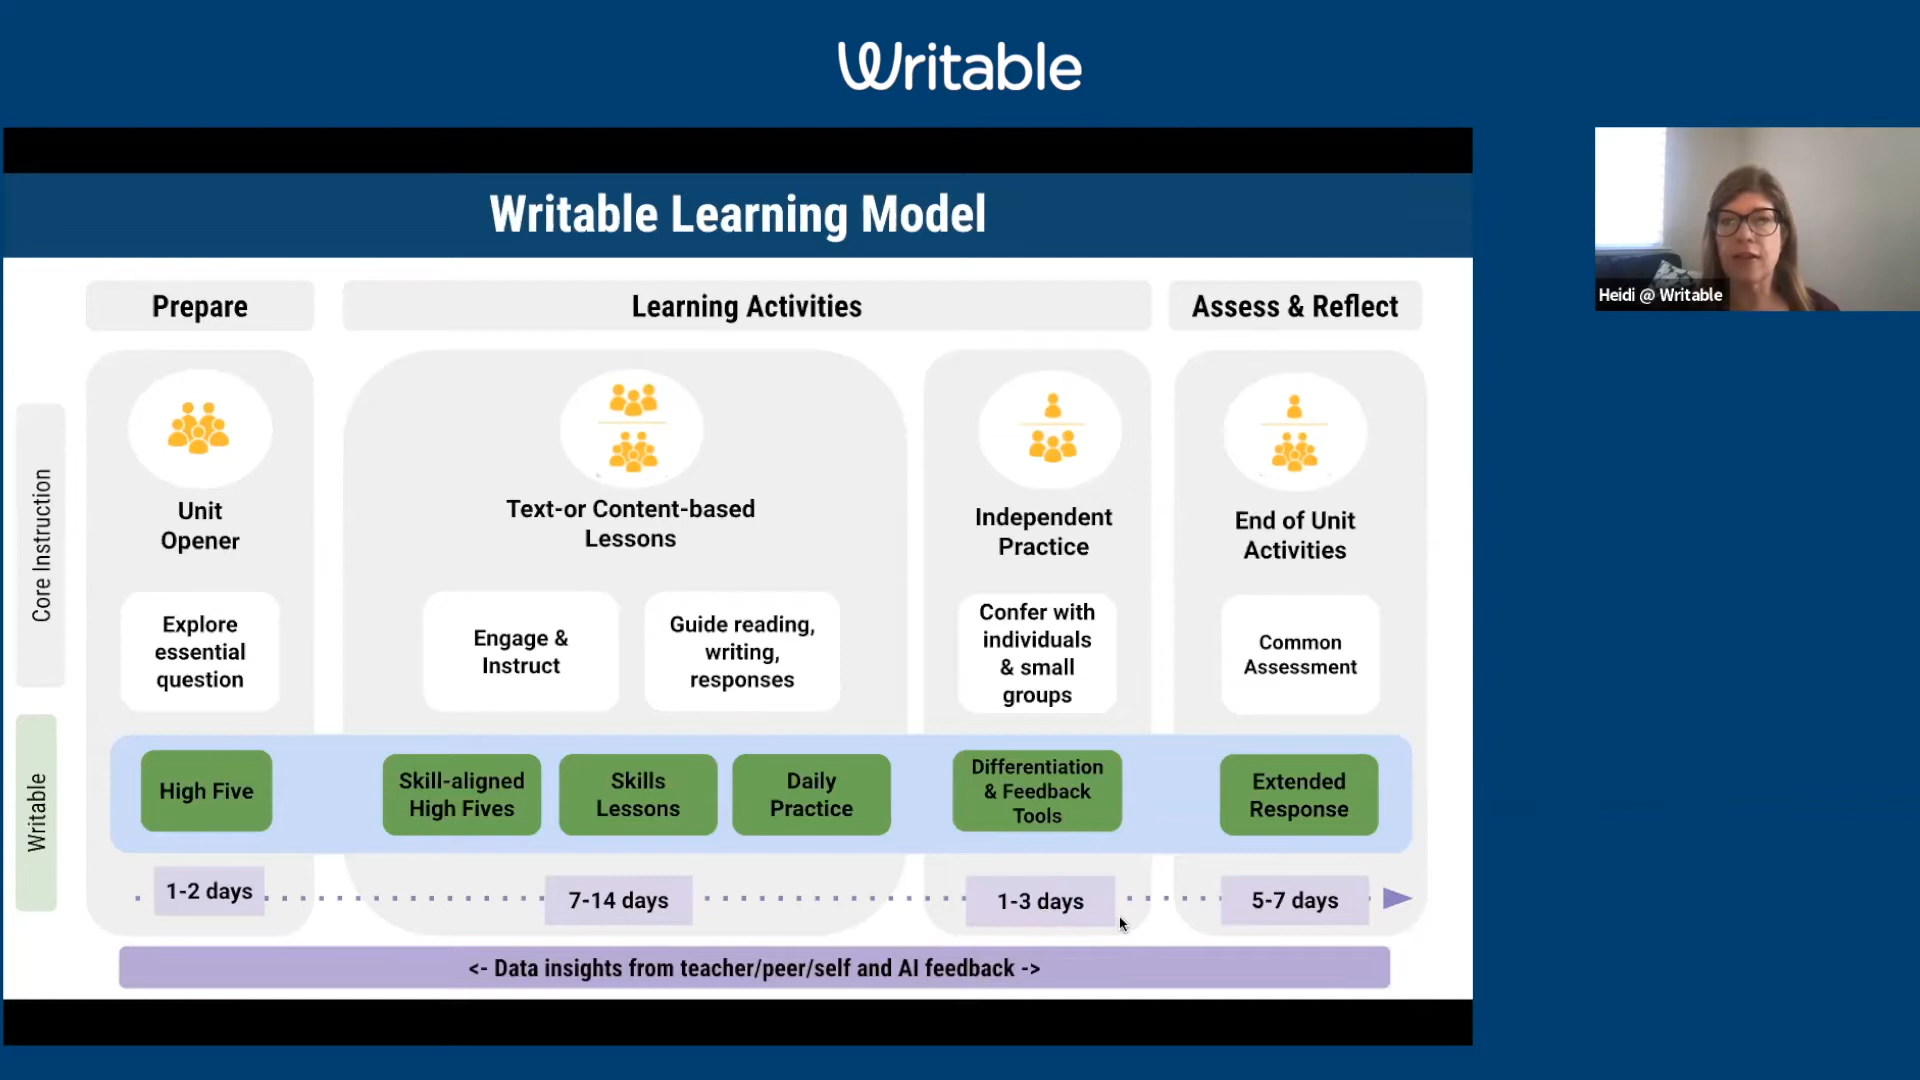 Writable
Writable Learning Model
Prepare
Learning Activities
Assess & Reflect
Core Instruction
Unit
Opener
Text-or Content-based
Lessons
Independent
Practice
End of Unit
Activities
Explore
essential
question
Engage &
Instruct
Guide reading,
writing,
responses
Confer with
individuals
& small
groups
Common
Assessment
Writable
High Five
Skill-aligned
High Fives
Skills
Lessons
Daily
Practice
Differentiation
& Feedback
Tools
Extended
Response
1-2 days
7-14 days
1-3 days
5-7 days
<- Data insights from teacher/peer/self and AI feedback ->
Heidi @ Writable